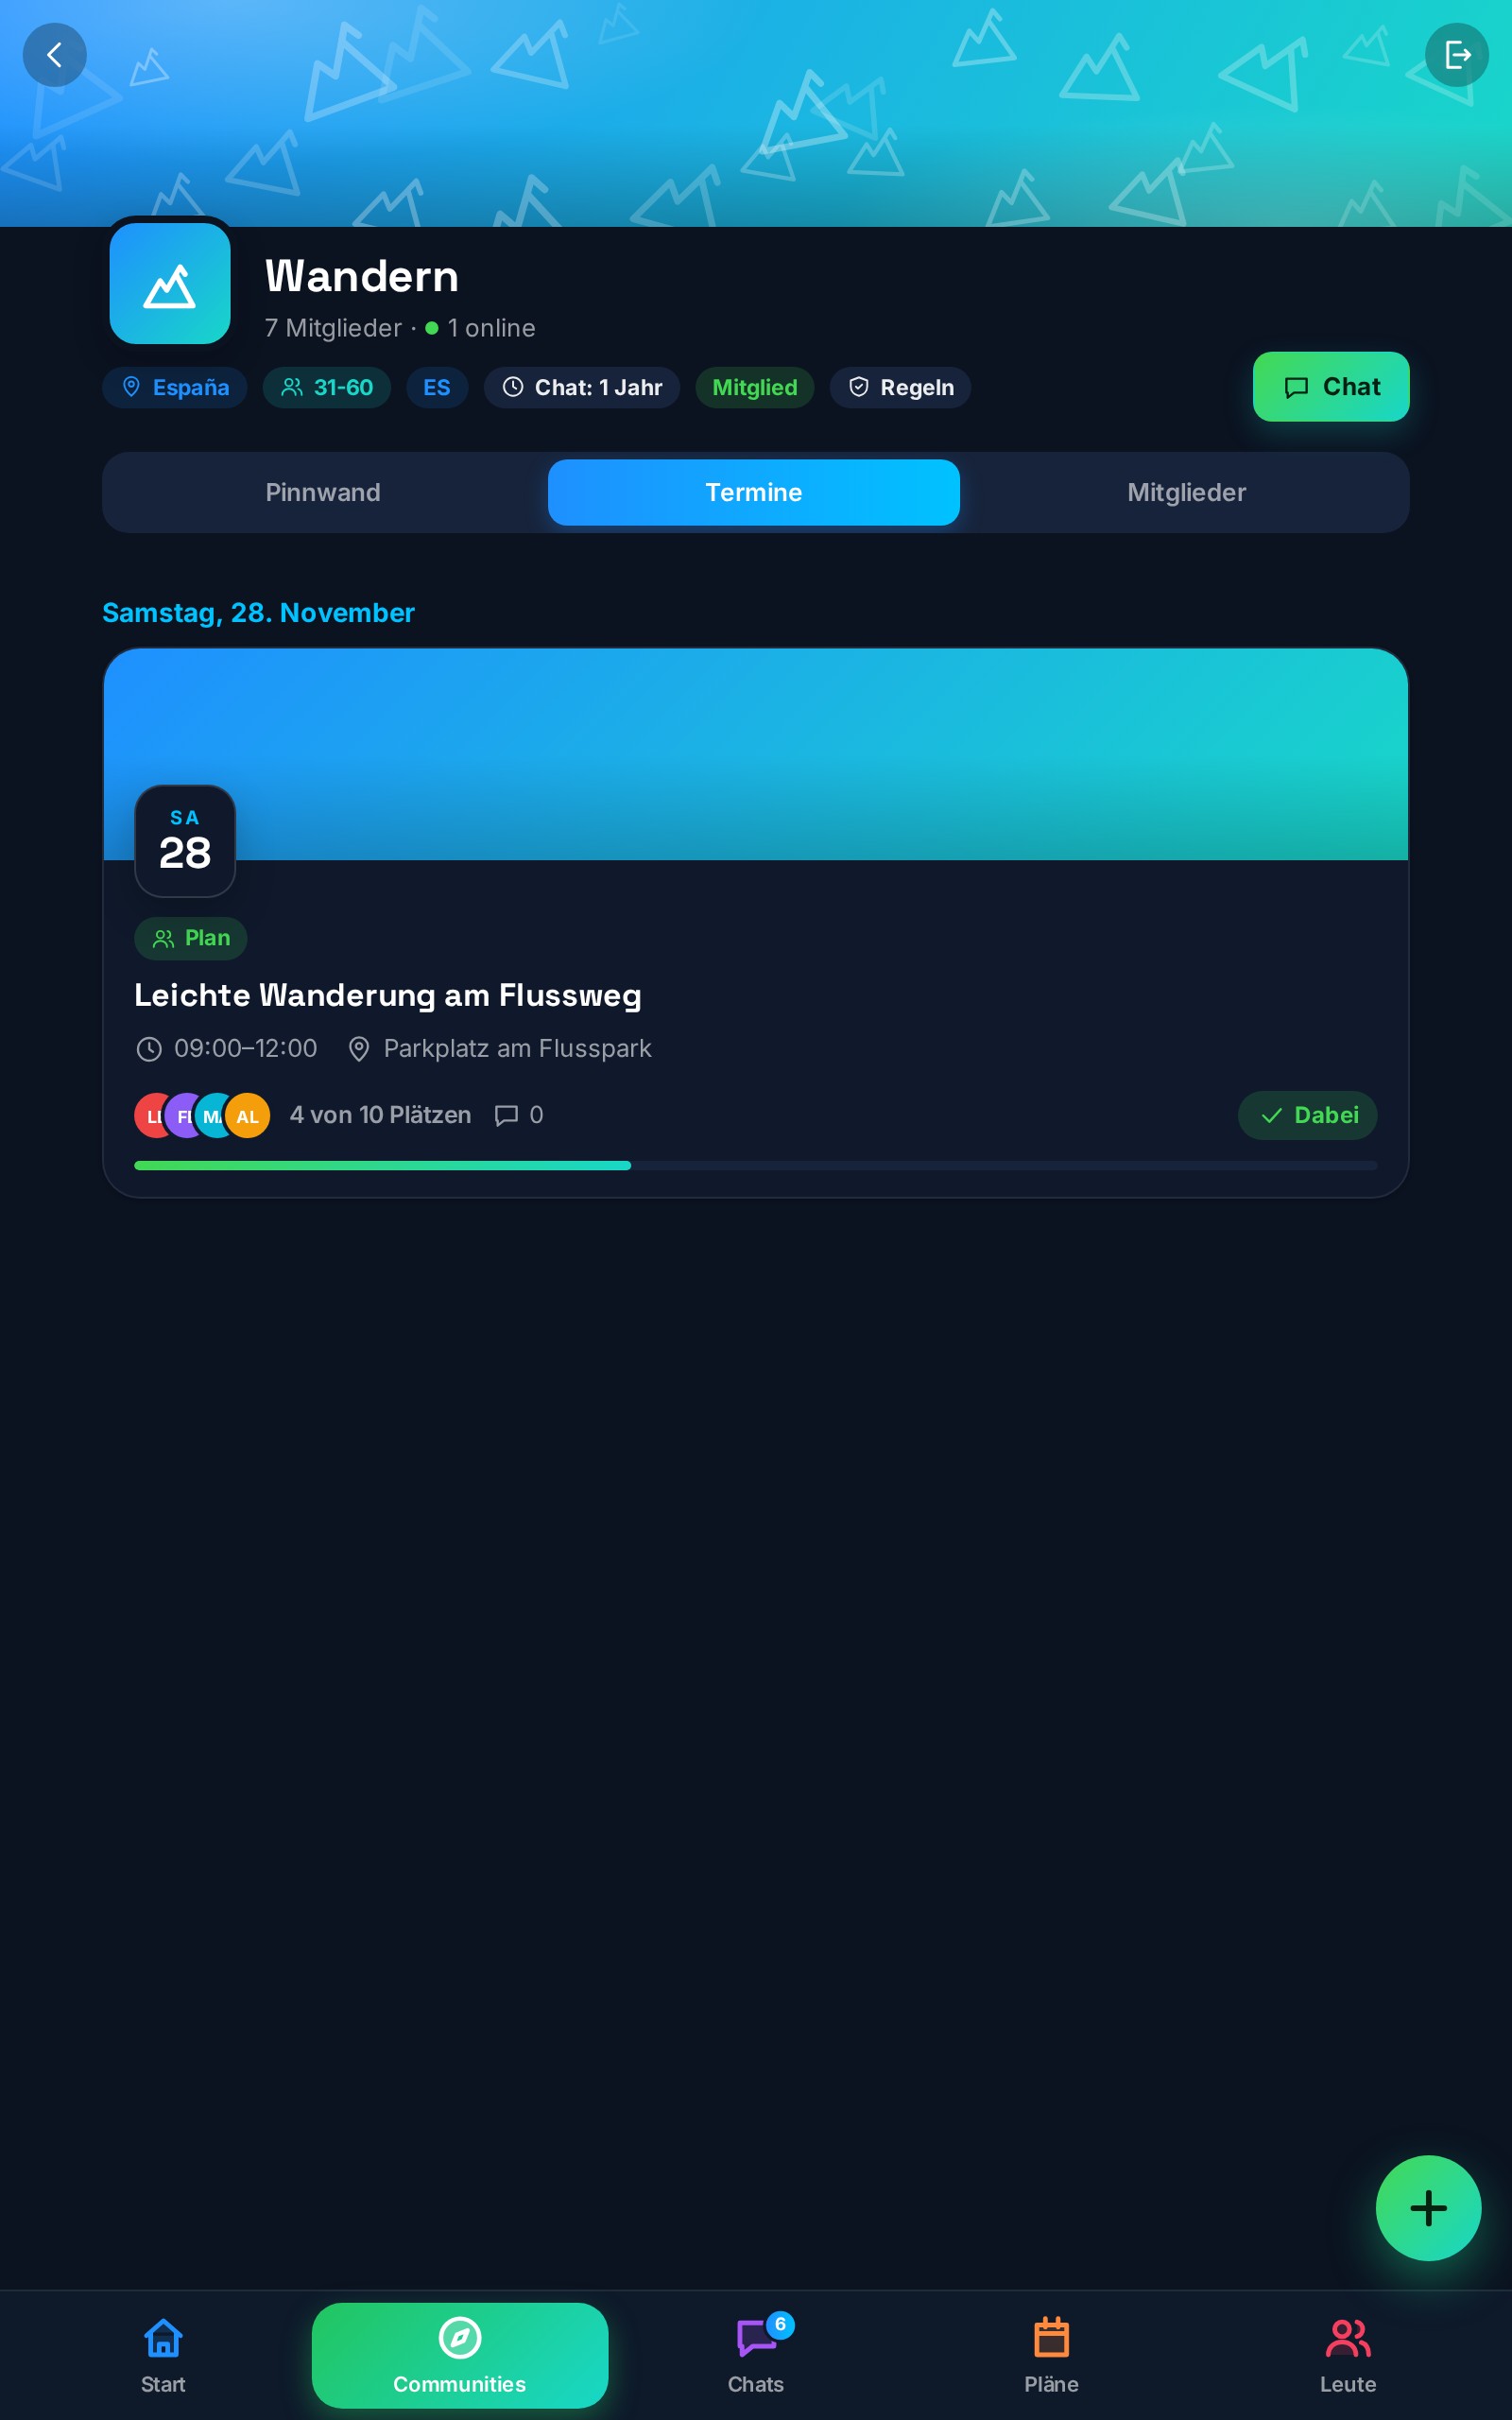 Wandern
7 Mitglieder · 1 online
España 31-60 ES Chat: 1 Jahr Mitglied Regeln
Chat
Pinnwand Termine Mitglieder
Samstag, 28. November
SA
28
Plan
Leichte Wanderung am Flussweg
09:00–12:00 Parkplatz am Flusspark
AL 4 von 10 Plätzen 0 Dabei
6
Start Communities Chats Pläne Leute